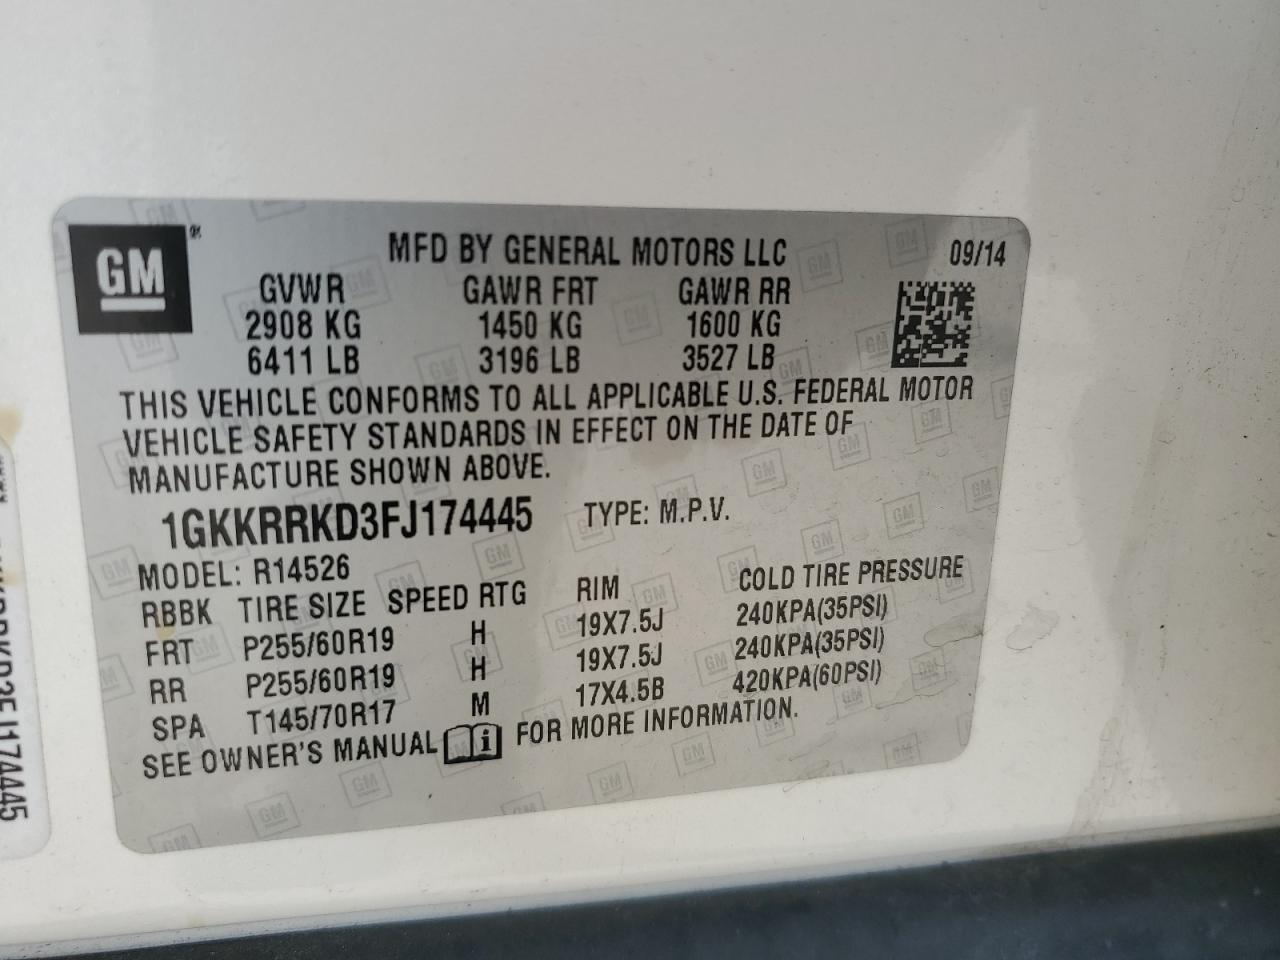 GM ®
MFD BY GENERAL MOTORS LLC 09/14
GVWR GAWR FRT GAWR RR
2908 KG 1450 KG 1600 KG
6411 LB 3196 LB 3527 LB
THIS VEHICLE CONFORMS TO ALL APPLICABLE U.S. FEDERAL MOTOR
VEHICLE SAFETY STANDARDS IN EFFECT ON THE DATE OF
MANUFACTURE SHOWN ABOVE.
1GKKRRKD3FJ174445 TYPE: M.P.V.
MODEL: R14526
RBBK TIRE SIZE SPEED RTG RIM COLD TIRE PRESSURE
FRT P255/60R19 H 19X7.5J 240KPA(35PSI)
RR P255/60R19 H 19X7.5J 240KPA(35PSI)
SPA T145/70R17 M 17X4.5B 420KPA(60PSI)
SEE OWNER'S MANUAL i FOR MORE INFORMATION.